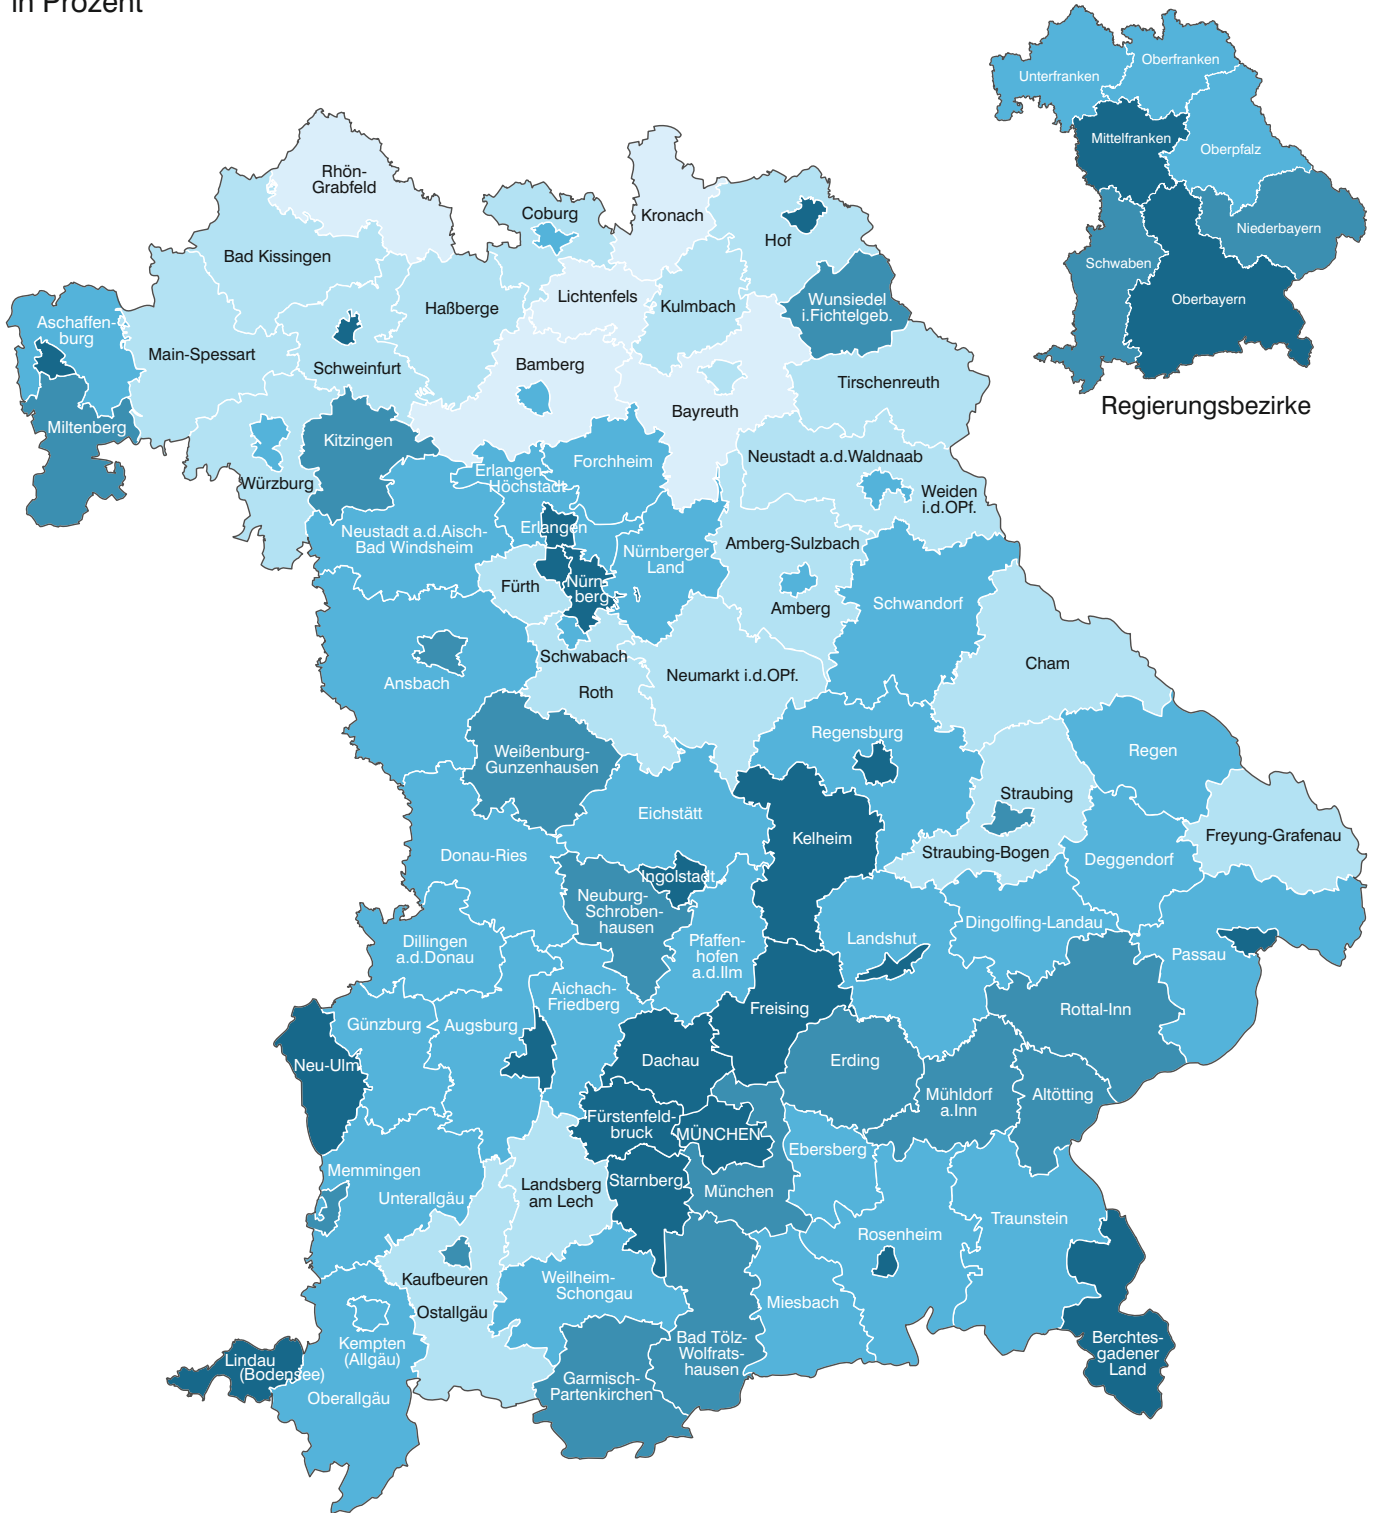 in Prozent
Unterfranken
Oberfranken
Mittelfranken
Oberpfalz
Niederbayern
Schwaben
Oberbayern
Regierungsbezirke
Rhön-
Grabfeld
Coburg
Kronach
Hof
Bad Kissingen
Lichtenfels
Kulmbach
Wunsiedel
i.Fichtelgeb.
Haßberge
Aschaffen-
burg
Main-Spessart
Schweinfurt
Bamberg
Tirschenreuth
Bayreuth
Miltenberg
Kitzingen
Würzburg
Erlangen-
Höchstadt
Forchheim
Neustadt a.d.Waldnaab
Weiden
i.d.OPf.
Neustadt a.d.Aisch-
Bad Windsheim
Erlangen
Nürnberger
Land
Amberg-Sulzbach
Fürth
Nürn-
berg
Amberg
Schwandorf
Ansbach
Schwabach
Roth
Neumarkt i.d.OPf.
Cham
Weißenburg-
Gunzenhausen
Regensburg
Regen
Eichstätt
Straubing
Kelheim
Straubing-Bogen
Freyung-Grafenau
Donau-Ries
Deggendorf
Ingolstadt
Neuburg-
Schroben-
hausen
Dillingen
a.d.Donau
Pfaffen-
hofen
a.d.Ilm
Landshut
Dingolfing-Landau
Passau
Aichach-
Friedberg
Freising
Rottal-Inn
Günzburg
Augsburg
Neu-Ulm
Dachau
Erding
Mühldorf
a.Inn
Altötting
Fürstenfeld-
bruck
MÜNCHEN
Ebersberg
Memmingen
Unterallgäu
Landsberg
am Lech
Starnberg
München
Traunstein
Rosenheim
Kaufbeuren
Ostallgäu
Weilheim-
Schongau
Miesbach
Kempten
(Allgäu)
Bad Tölz-
Wolfrats-
hausen
Berchtes-
gadener
Land
Lindau
(Bodensee)
Oberallgäu
Garmisch-
Partenkirchen